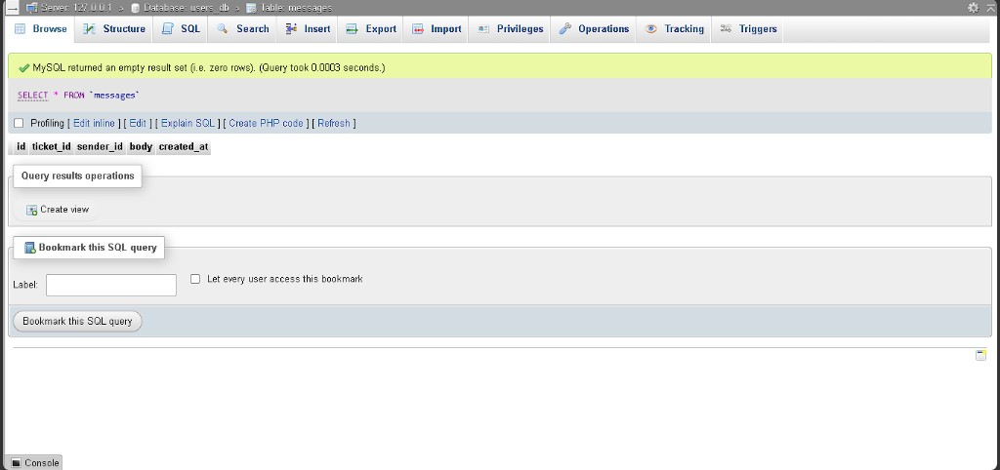 Server: 127.0.0.1 » Database: users_db » Table: messages
Browse Structure SQL Search Insert Export Import Privileges Operations Tracking Triggers
MySQL returned an empty result set (i.e. zero rows). (Query took 0.0003 seconds.)
SELECT * FROM `messages`
Profiling [ Edit inline ] [ Edit ] [ Explain SQL ] [ Create PHP code ] [ Refresh ]
id ticket_id sender_id body created_at
Query results operations
Create view
Bookmark this SQL query
Label: Let every user access this bookmark
Bookmark this SQL query
Console